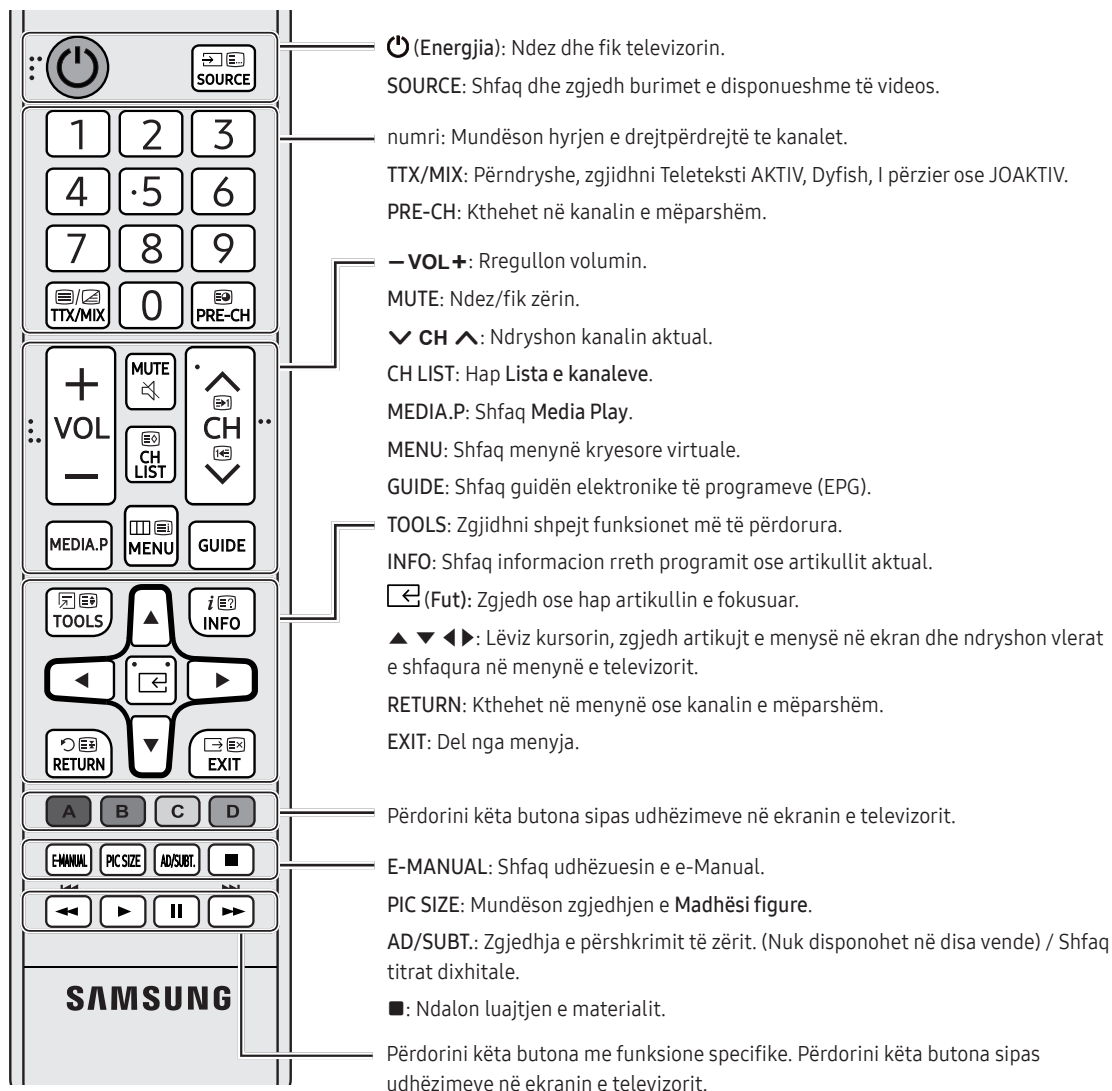 SOURCE
1 2 3
4 ·5 6
7 8 9
TTX/MIX 0 PRE-CH
+ MUTE
VOL CH
CH
LIST
−
MEDIA.P MENU GUIDE
TOOLS i INFO
RETURN EXIT
A B C D
E-MANUAL PIC SIZE AD/SUBT.
SAMSUNG
(Energjia): Ndez dhe fik televizorin.
SOURCE: Shfaq dhe zgjedh burimet e disponueshme të videos.
numri: Mundëson hyrjen e drejtpërdrejtë te kanalet.
TTX/MIX: Përndryshe, zgjidhni Teleteksti AKTIV, Dyfish, I përzier ose JOAKTIV.
PRE-CH: Kthehet në kanalin e mëparshëm.
− VOL +: Rregullon volumin.
MUTE: Ndez/fik zërin.
CH : Ndryshon kanalin aktual.
CH LIST: Hap Lista e kanaleve.
MEDIA.P: Shfaq Media Play.
MENU: Shfaq menynë kryesore virtuale.
GUIDE: Shfaq guidën elektronike të programeve (EPG).
TOOLS: Zgjidhni shpejt funksionet më të përdorura.
INFO: Shfaq informacion rreth programit ose artikullit aktual.
(Fut): Zgjedh ose hap artikullin e fokusuar.
▲ ▼ ◀ ▶: Lëviz kursorin, zgjedh artikujt e menysë në ekran dhe ndryshon vlerat
e shfaqura në menynë e televizorit.
RETURN: Kthehet në menynë ose kanalin e mëparshëm.
EXIT: Del nga menyja.
Përdorini këta butona sipas udhëzimeve në ekranin e televizorit.
E-MANUAL: Shfaq udhëzuesin e e-Manual.
PIC SIZE: Mundëson zgjedhjen e Madhësi figure.
AD/SUBT.: Zgjedhja e përshkrimit të zërit. (Nuk disponohet në disa vende) / Shfaq
titrat dixhitale.
■: Ndalon luajtjen e materialit.
Përdorini këta butona me funksione specifike. Përdorini këta butona sipas
udhëzimeve në ekranin e televizorit.